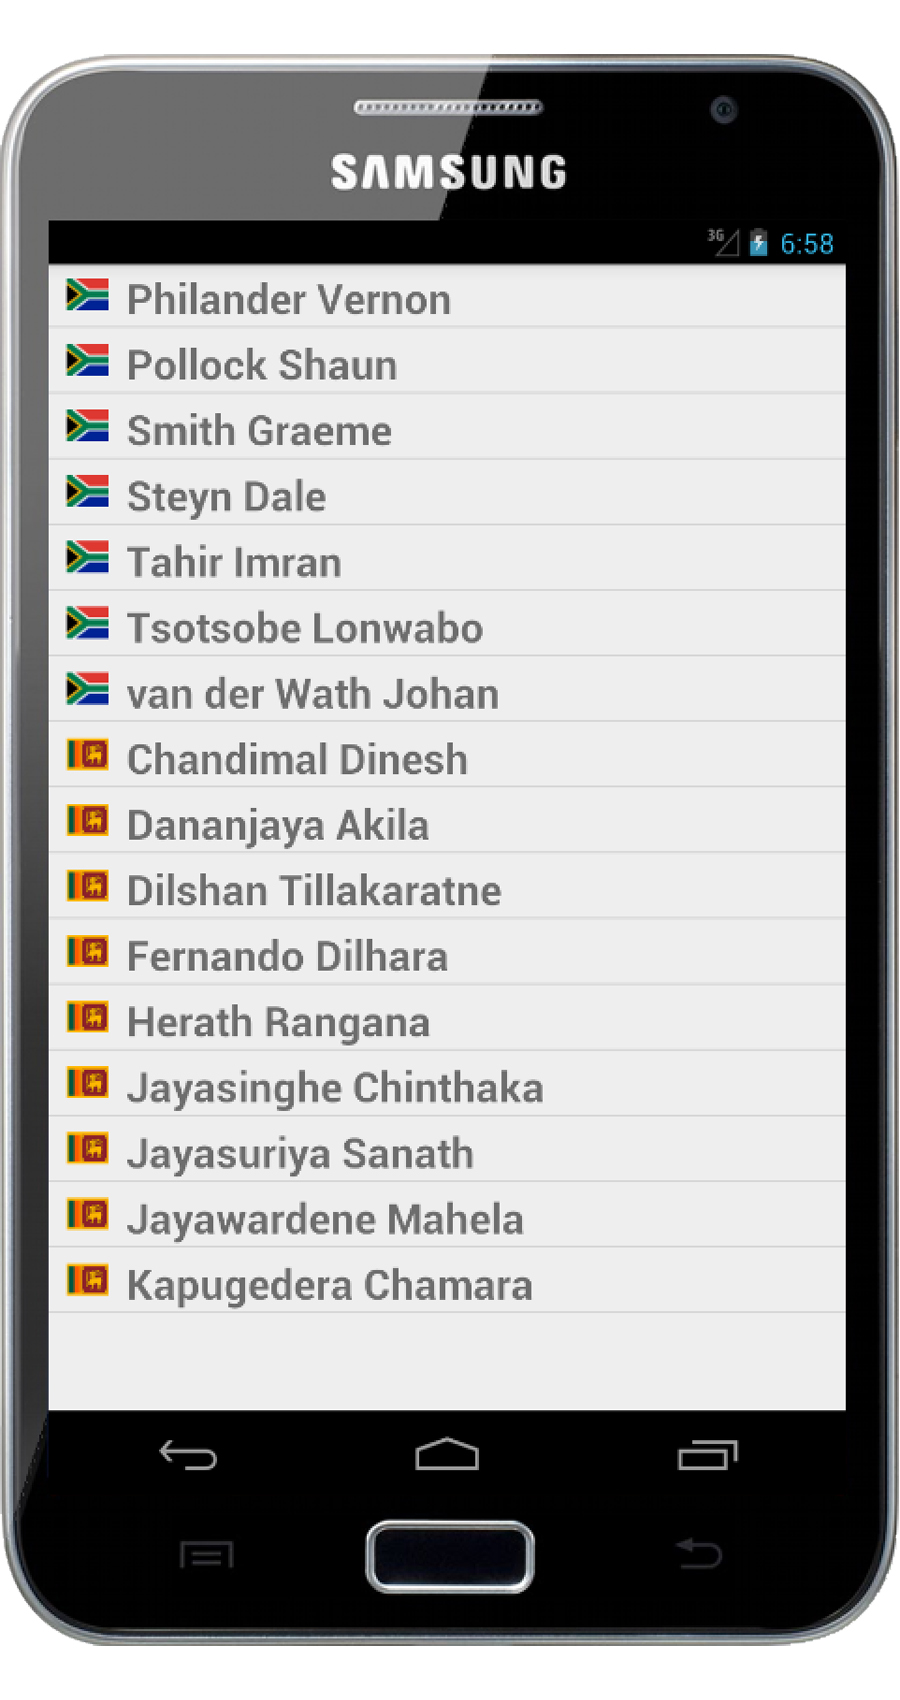 SAMSUNG
3G 6:58
Philander Vernon
Pollock Shaun
Smith Graeme
Steyn Dale
Tahir Imran
Tsotsobe Lonwabo
van der Wath Johan
Chandimal Dinesh
Dananjaya Akila
Dilshan Tillakaratne
Fernando Dilhara
Herath Rangana
Jayasinghe Chinthaka
Jayasuriya Sanath
Jayawardene Mahela
Kapugedera Chamara